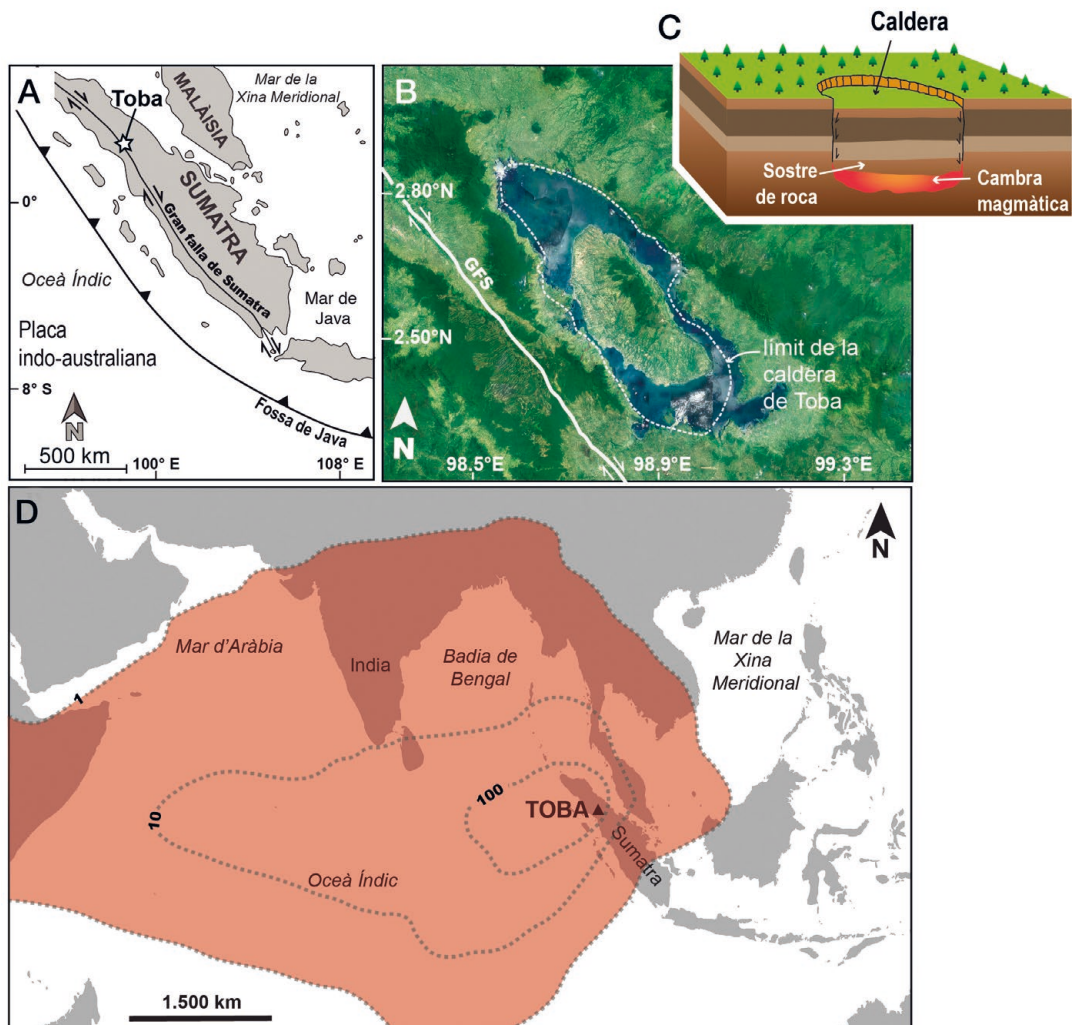 A
Toba
Mar de la
Xina Meridional
MALÀISIA
SUMATRA
0°
Gran falla de Sumatra
Oceà Índic
Mar de
Java
Placa
indo-australiana
8° S
Fossa de Java
N
500 km
100° E
108° E
B
2.80°N
GFS
2.50°N
límit de la
caldera
de Toba
N
98.5°E
98.9°E
99.3°E
C
Caldera
Sostre
de roca
Cambra
magmàtica
D
N
Mar d'Aràbia
India
Badia de
Bengal
Mar de la
Xina
Meridional
1
10
100
TOBA
Sumatra
Oceà Índic
1.500 km